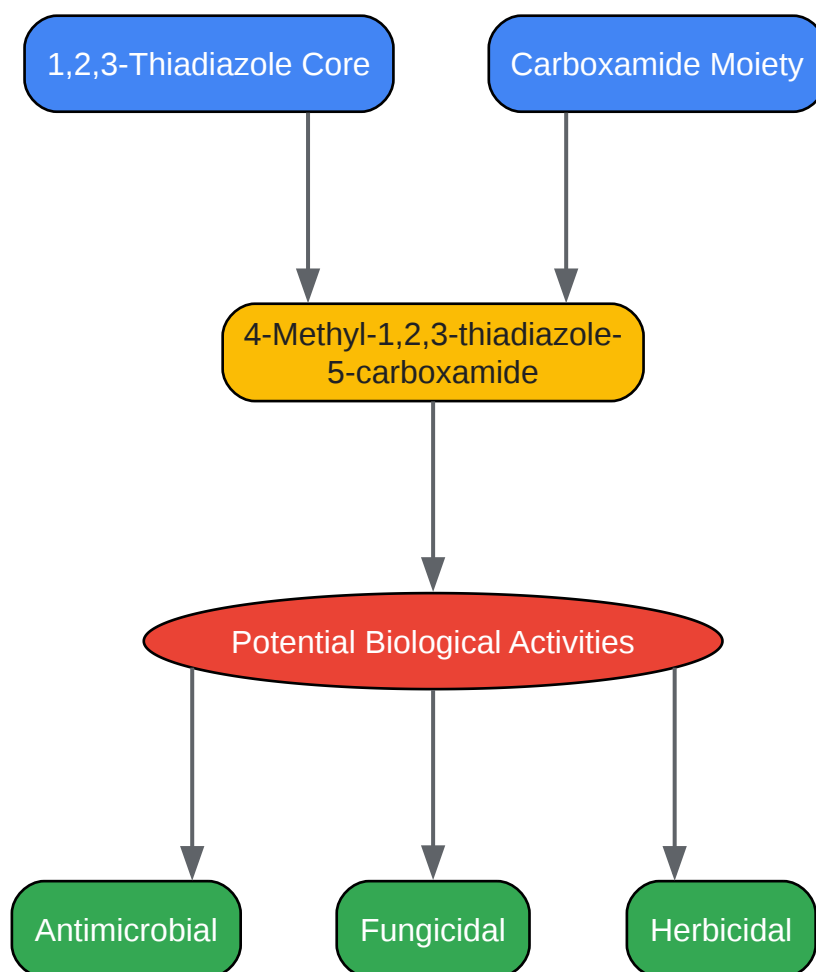 1,2,3-Thiadiazole Core
Carboxamide Moiety
4-Methyl-1,2,3-thiadiazole-
5-carboxamide
Potential Biological Activities
Antimicrobial
Fungicidal
Herbicidal